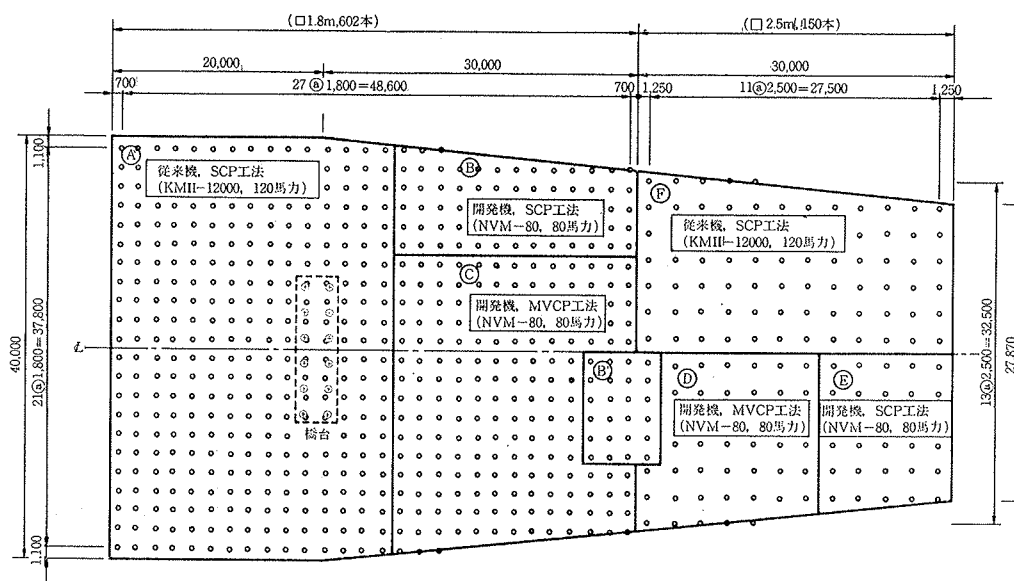 (□1.8m, 602本)
(□2.5m, 150本)
20,000
30,000
30,000
700
27@1,800=48,600
700
1,250
11@2,500=27,500
1,250
1,100
40,000
21@1,800=37,800
1,100
A
従来機, SCP工法
(KMII-12000, 120馬力)
B
開発機, SCP工法
(NVM-80, 80馬力)
F
従来機, SCP工法
(KMII-12000, 120馬力)
C
開発機, MVCP工法
(NVM-80, 80馬力)
℄
橋台
D
開発機, MVCP工法
(NVM-80, 80馬力)
E
開発機, SCP工法
(NVM-80, 80馬力)
13@2,500=32,500
27,870